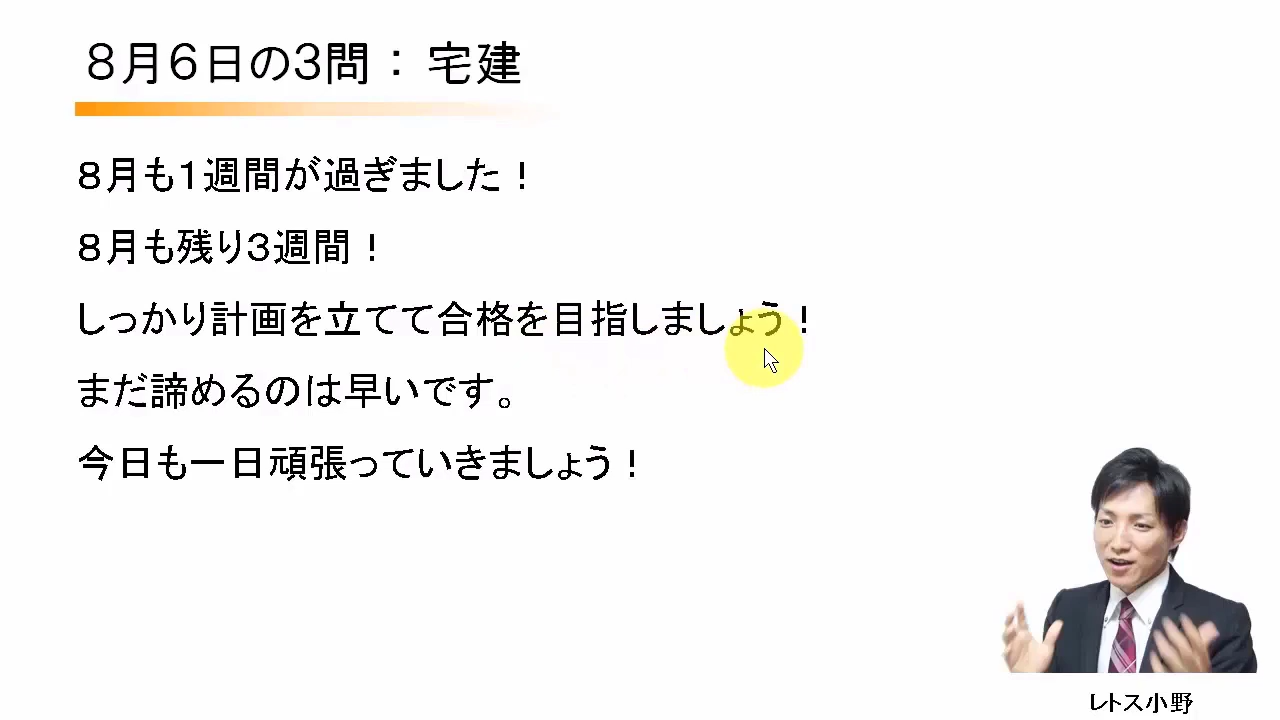 ８月６日の３問：宅建
８月も１週間が過ぎました！
８月も残り３週間！
しっかり計画を立てて合格を目指しましょう！
まだ諦めるのは早いです。
今日も一日頑張っていきましょう！
レトス小野